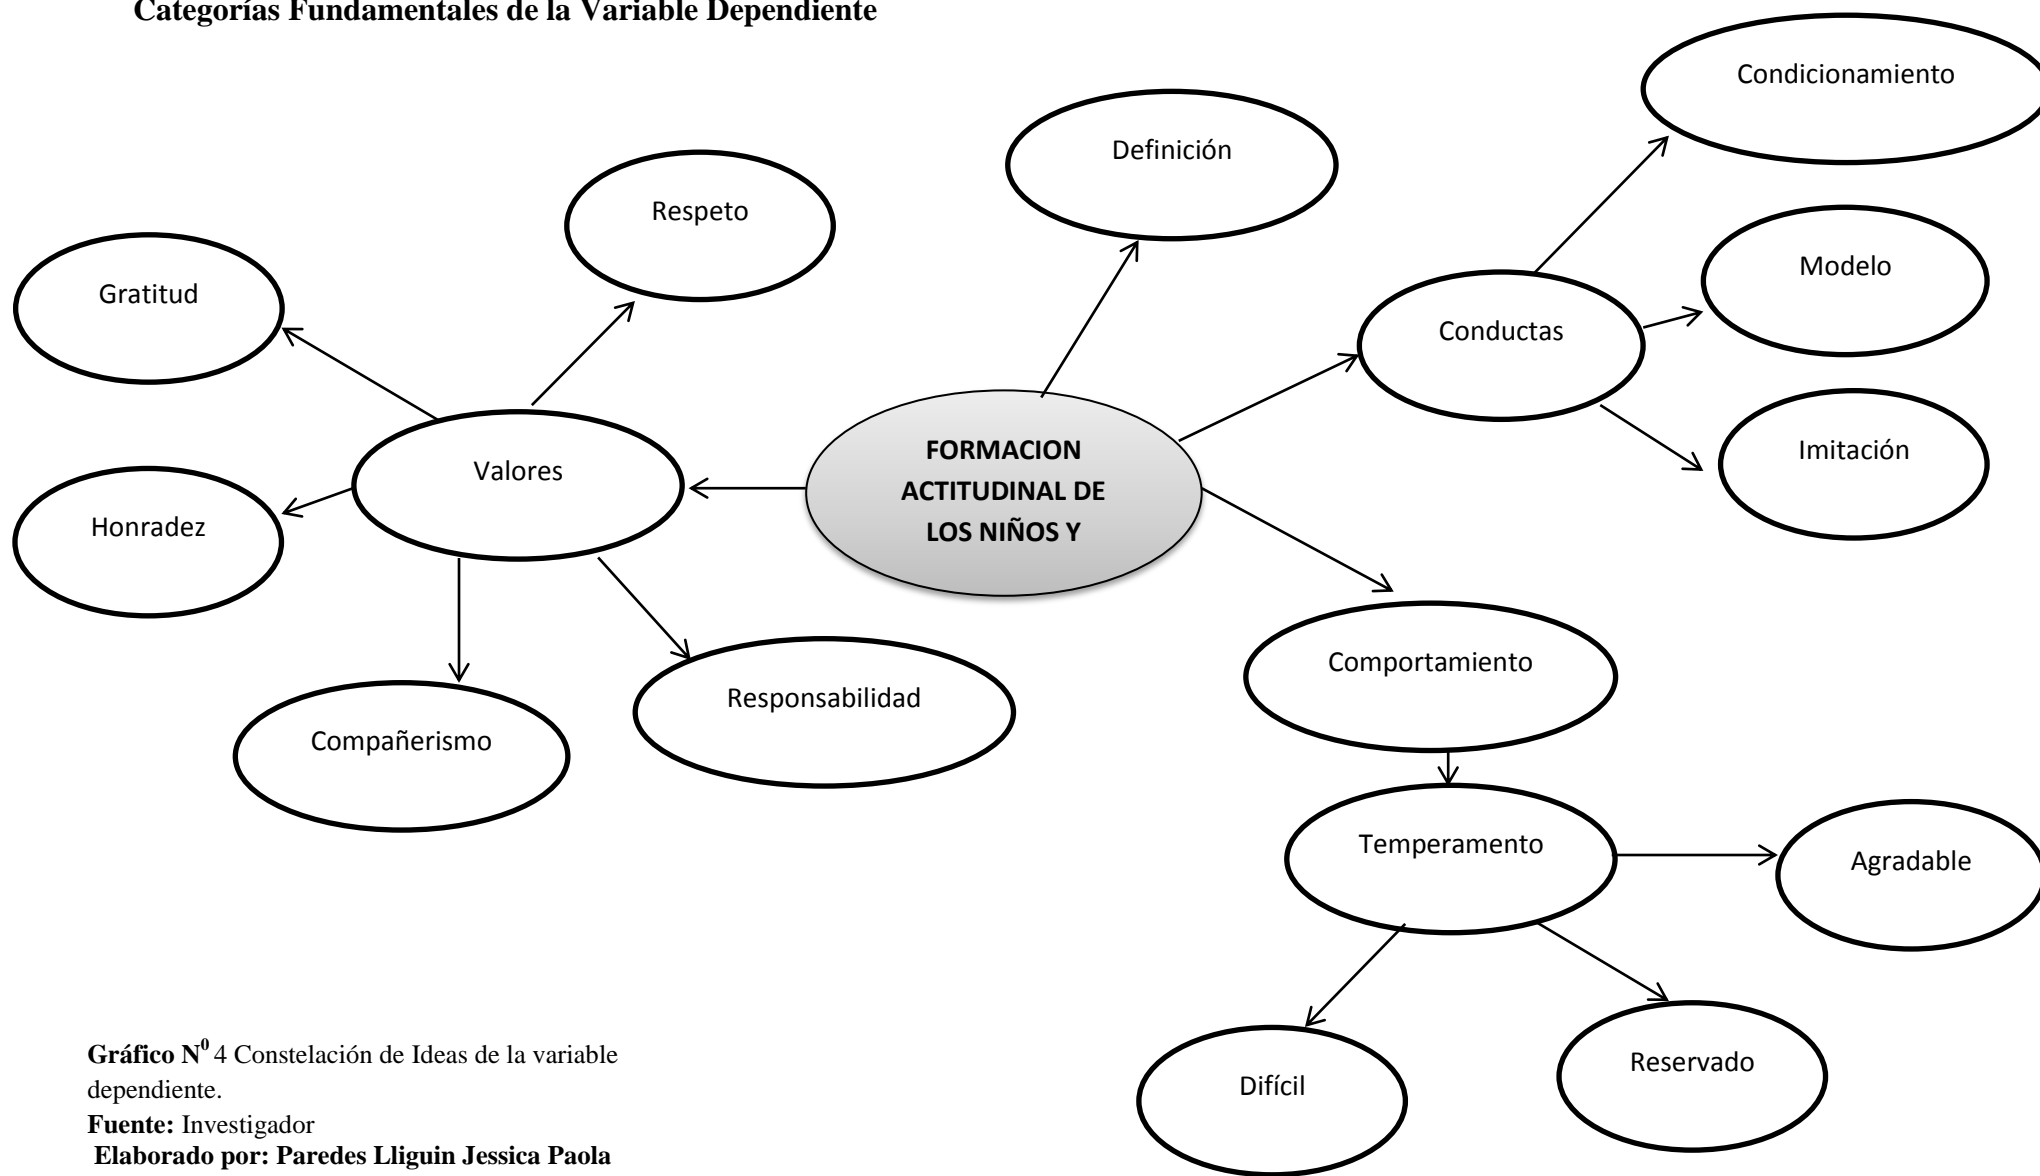 Categorías Fundamentales de la Variable Dependiente
Condicionamiento
Definición
Respeto
Modelo
Gratitud
Conductas
Imitación
FORMACION
ACTITUDINAL DE
LOS NIÑOS Y
Valores
Honradez
Comportamiento
Responsabilidad
Compañerismo
Temperamento
Agradable
Reservado
Difícil
Gráfico N⁰ 4 Constelación de Ideas de la variable
dependiente.
Fuente: Investigador
Elaborado por: Paredes Lliguin Jessica Paola